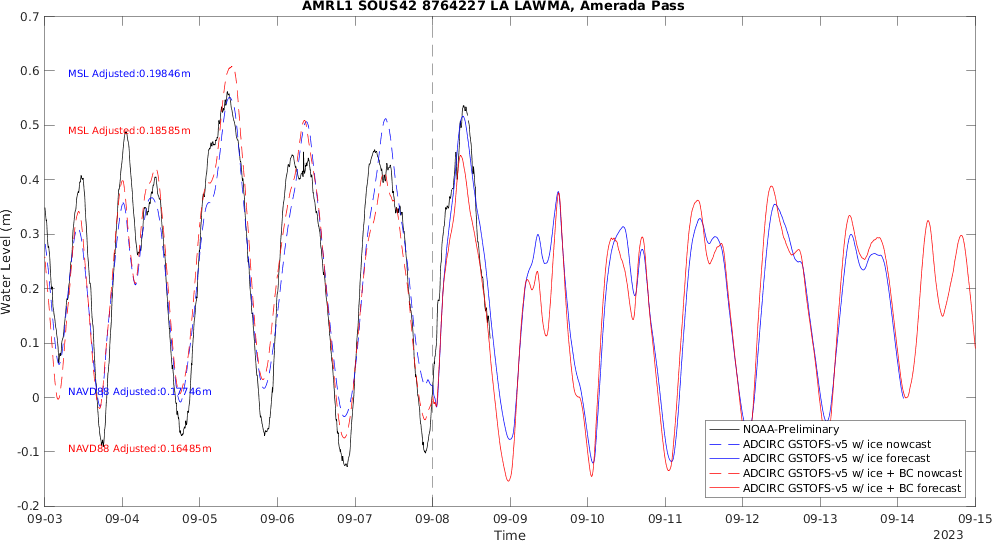 AMRL1 SOUS42 8764227 LA LAWMA, Amerada Pass
Water Level (m)
0.7
0.6
0.5
0.4
0.3
0.2
0.1
0
-0.1
-0.2
MSL Adjusted:0.19846m
MSL Adjusted:0.18585m
NAVD88 Adjusted:0.17746m
NAVD88 Adjusted:0.16485m
NOAA-Preliminary
ADCIRC GSTOFS-v5 w/ ice nowcast
ADCIRC GSTOFS-v5 w/ ice forecast
ADCIRC GSTOFS-v5 w/ ice + BC nowcast
ADCIRC GSTOFS-v5 w/ ice + BC forecast
09-03 09-04 09-05 09-06 09-07 09-08 09-09 09-10 09-11 09-12 09-13 09-14 09-15
Time
2023